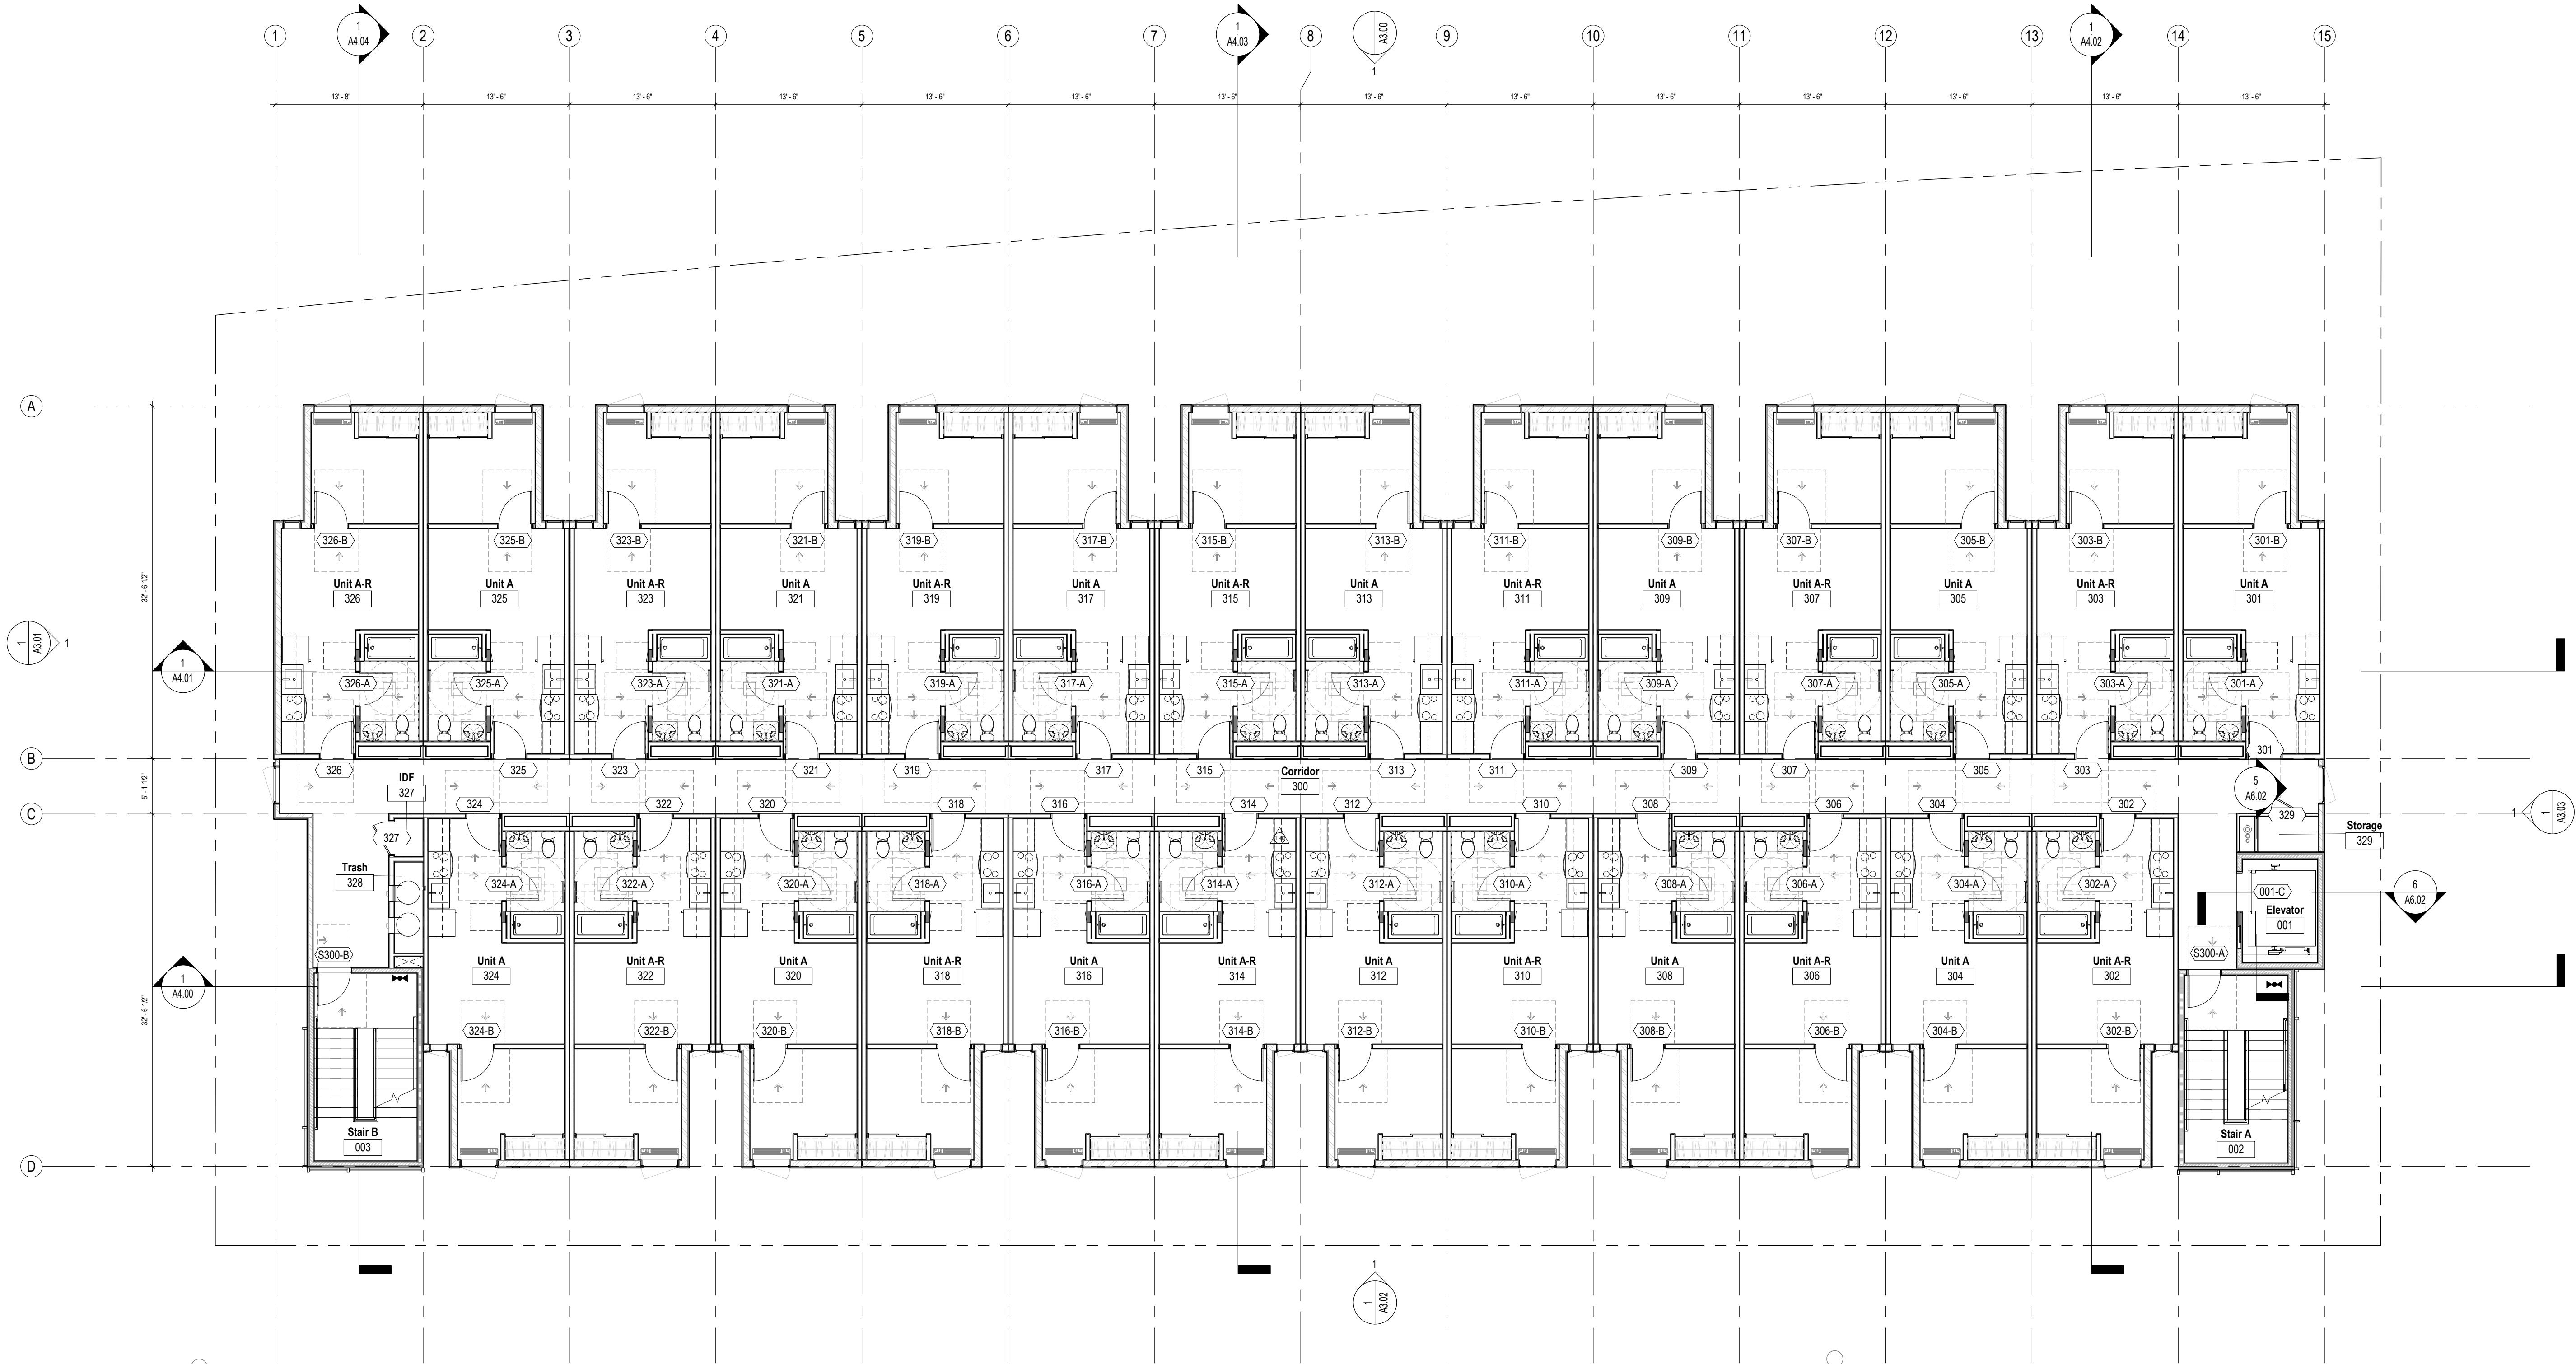 1
A4.04
1
A4.03
A3.00
1
1
A4.02
1 2 3 4 5 6 7 8 9 10 11 12 13 14 15
13' - 8" 13' - 6" 13' - 6" 13' - 6" 13' - 6" 13' - 6" 13' - 6" 13' - 6" 13' - 6" 13' - 6" 13' - 6" 13' - 6" 13' - 6" 13' - 6"
A
326-B 325-B 323-B 321-B 319-B 317-B 315-B 313-B 311-B 309-B 307-B 305-B 303-B 301-B
32' - 6 1/2"
Unit A-R Unit A Unit A-R Unit A Unit A-R Unit A Unit A-R Unit A Unit A-R Unit A Unit A-R Unit A Unit A-R Unit A
326 325 323 321 319 317 315 313 311 309 307 305 303 301
1
A3.01
1
1
A4.01
326-A 325-A 323-A 321-A 319-A 317-A 315-A 313-A 311-A 309-A 307-A 305-A 303-A 301-A
B
301
326 325 323 321 319 317 315 313 311 309 307 305 303
IDF
327
Corridor
300
5' - 1 1/2"
5
A6.02
324 322 320 318 316 314 312 310 308 306 304 302
C
329
1
1
A3.03
327
Storage
329
Trash
328
324-A 322-A 320-A 318-A 316-A 314-A 312-A 310-A 308-A 306-A 304-A 302-A
001-C
6
A6.02
Elevator
001
S300-B
S300-A
Unit A Unit A-R Unit A Unit A-R Unit A Unit A-R Unit A Unit A-R Unit A Unit A-R Unit A Unit A-R
324 322 320 318 316 314 312 310 308 306 304 302
1
A4.00
32' - 6 1/2"
324-B 322-B 320-B 318-B 316-B 314-B 312-B 310-B 308-B 306-B 304-B 302-B
Stair B
003
Stair A
002
D
1
1
A3.02